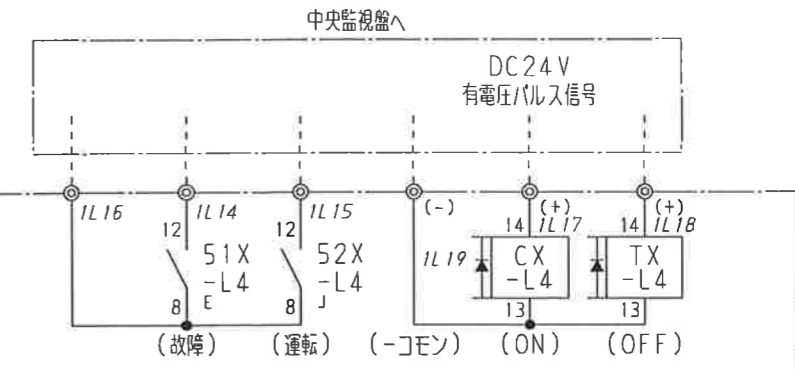 中央監視盤へ
DC24V
有電圧パルス信号
1L16
1L14
1L15
(-)
(+)
1L17
(+)
1L18
12
51X
-L4
E
8
12
52X
-L4
J
8
1L19
14
CX
-L4
13
14
TX
-L4
13
(故障)
(運転)
(-コモン)
(ON)
(OFF)